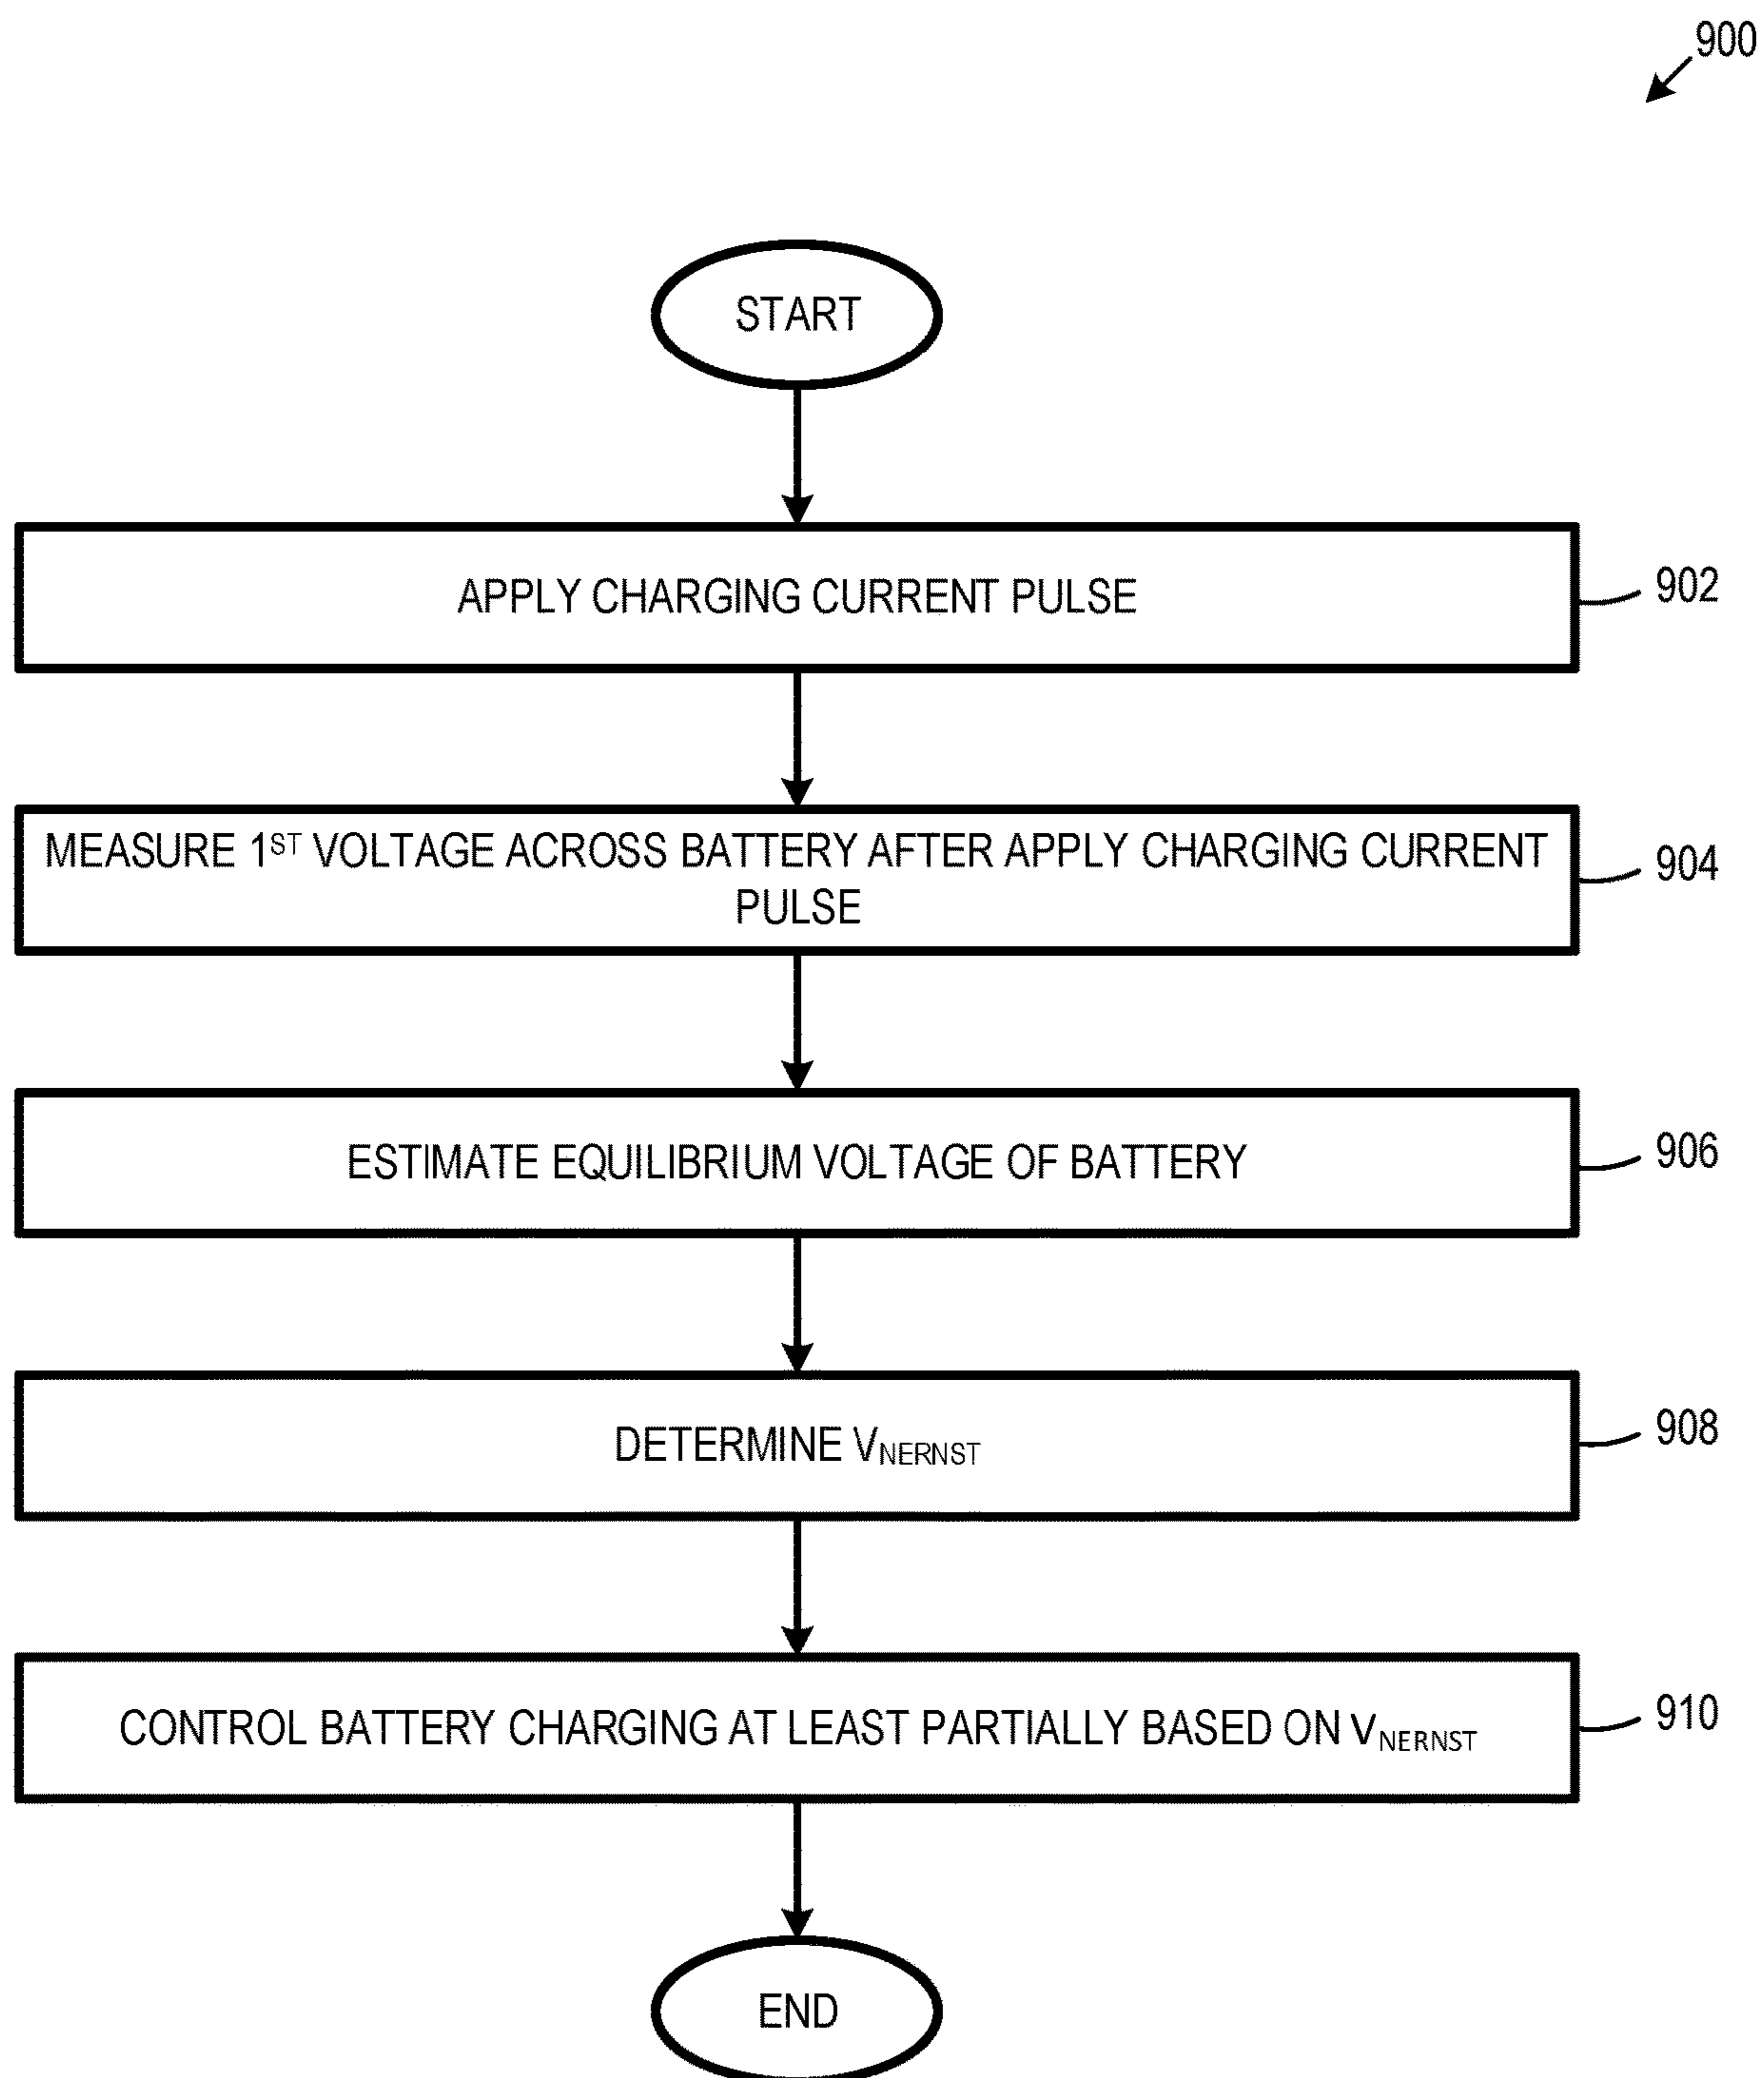 900
START
APPLY CHARGING CURRENT PULSE
902
MEASURE 1ST VOLTAGE ACROSS BATTERY AFTER APPLY CHARGING CURRENT
PULSE
904
ESTIMATE EQUILIBRIUM VOLTAGE OF BATTERY
906
DETERMINE VNERNST
908
CONTROL BATTERY CHARGING AT LEAST PARTIALLY BASED ON VNERNST
910
END